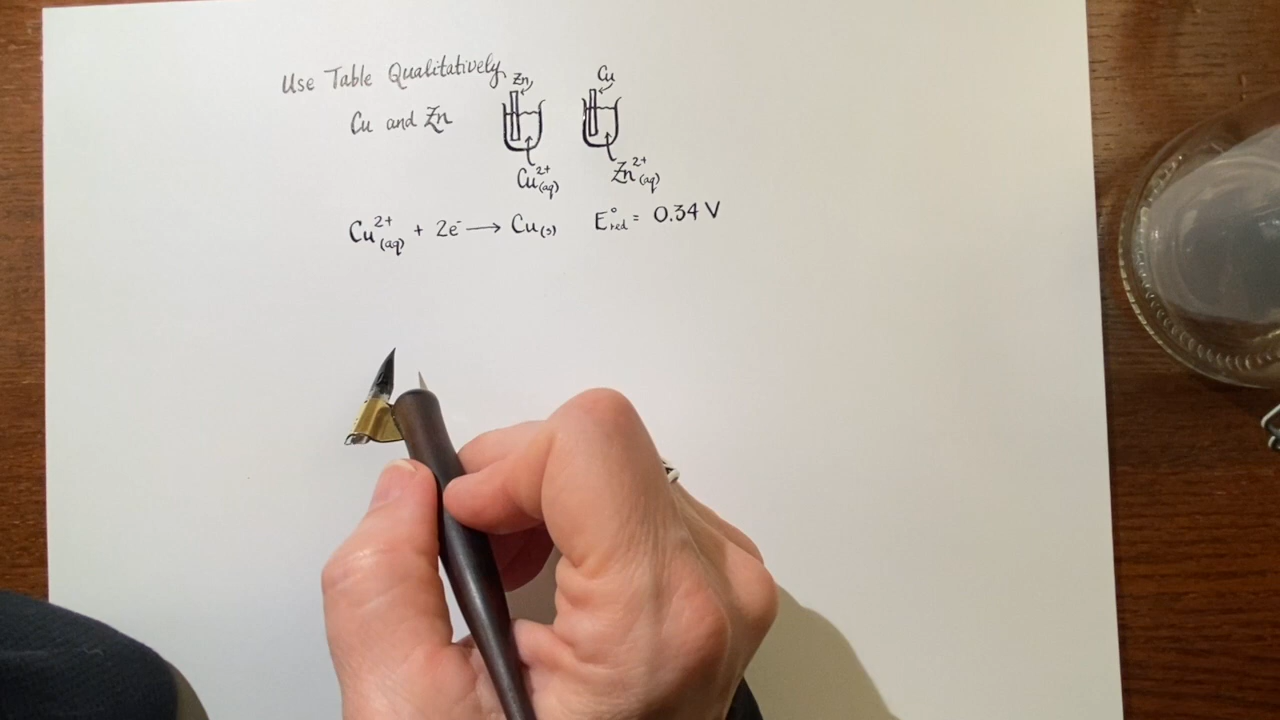 Use Table Qualitatively
Zn
Cu
Cu and Zn
Cu²⁺(aq)
Zn²⁺(aq)
Cu²⁺(aq) + 2e⁻ → Cu(s) E°red = 0.34 V